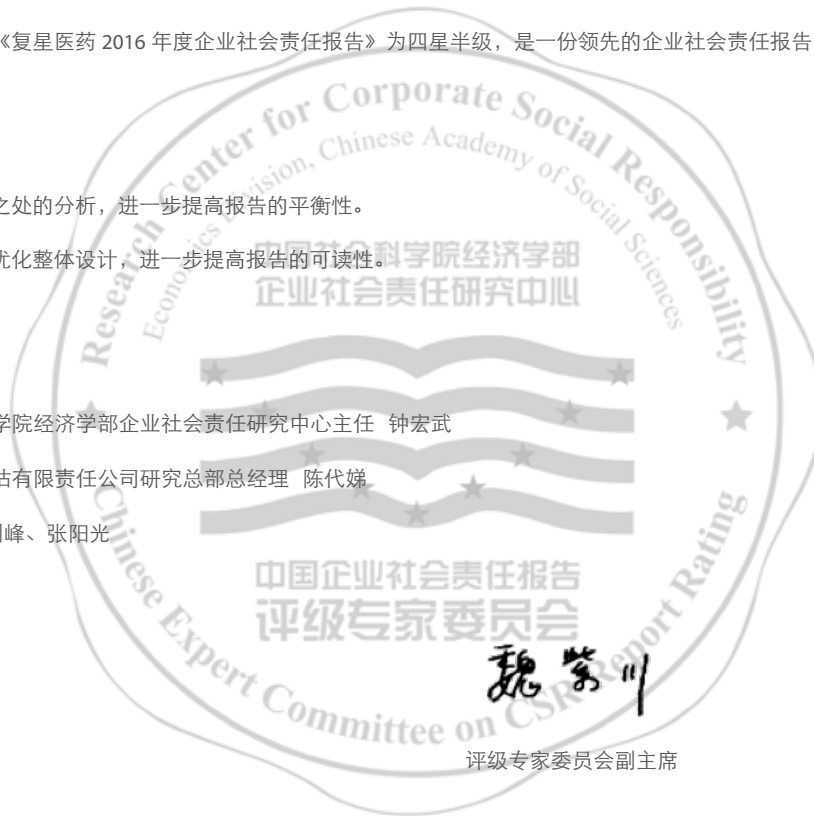 《复星医药 2016 年度企业社会责任报告》为四星半级，是一份领先的企业社会责任报告
Research Center for Corporate Social Responsibility
Economics Division, Chinese Academy of Social Sciences
之处的分析，进一步提高报告的平衡性。
优化整体设计，进一步提高报告的可读性。
中国社会科学院经济学部
企业社会责任研究中心
学院经济学部企业社会责任研究中心主任 钟宏武
估有限责任公司研究总部总经理 陈代娣
峰、张阳光
中国企业社会责任报告
评级专家委员会
Chinese Expert Committee on CSR Report Rating
魏紫川
评级专家委员会副主席